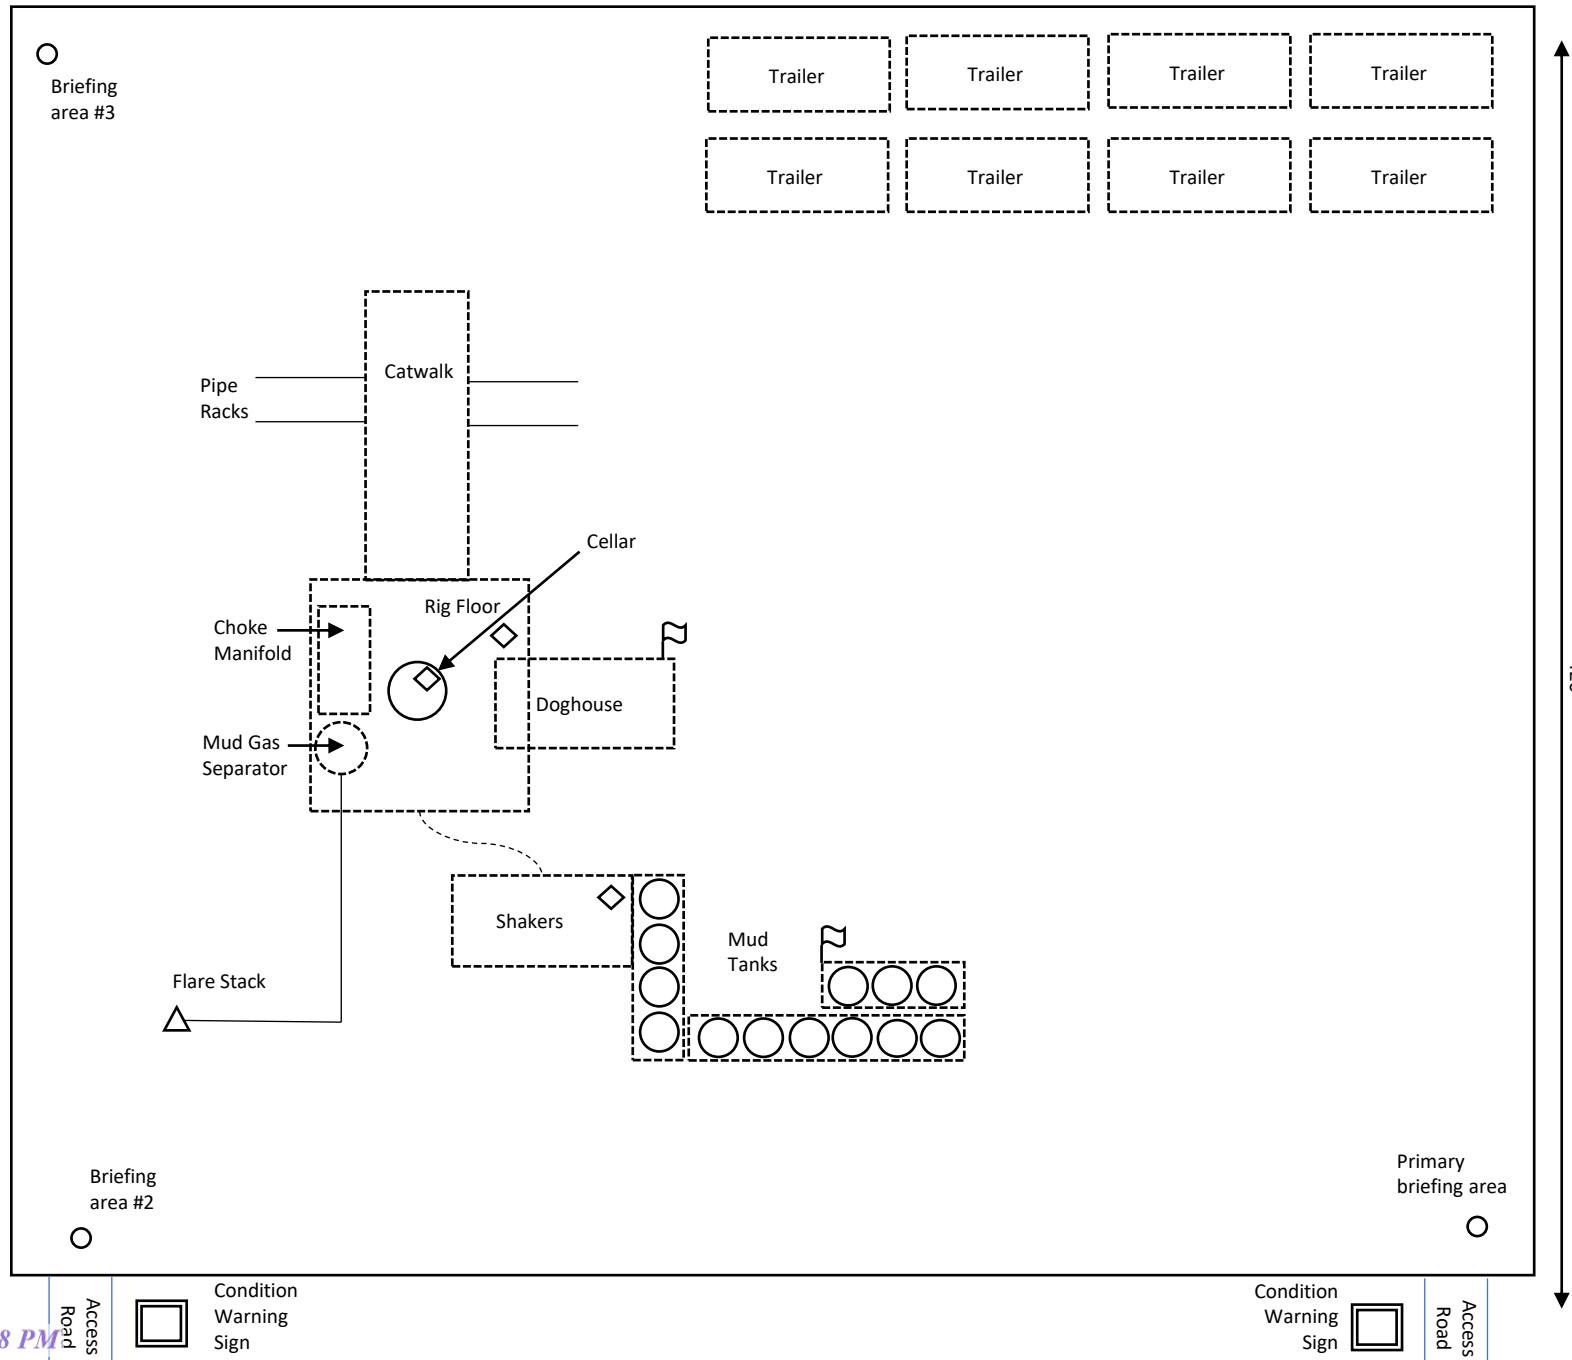 Briefing
area #3
Trailer
Trailer
Trailer
Trailer
Trailer
Trailer
Trailer
Trailer
Pipe
Racks
Catwalk
Cellar
Rig Floor
Choke
Manifold
Doghouse
Mud Gas
Separator
Shakers
Mud
Tanks
Flare Stack
Briefing
area #2
Primary
briefing area
Access
Road
Condition
Warning
Sign
Condition
Warning
Sign
Access
Road
8 PM